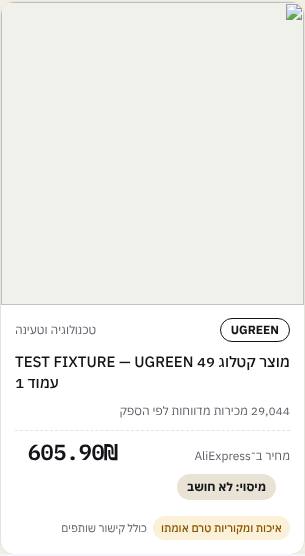 UGREEN
טכנולוגיה וטעינה
TEST FIXTURE — UGREEN מוצר קטלוג 49
עמוד 1
29,044 מכירות מדווחות לפי הספק
מחיר ב־AliExpress
605.90₪
מיסוי: לא חושב
איכות ומקוריות טרם אומתו
כולל קישור שותפים